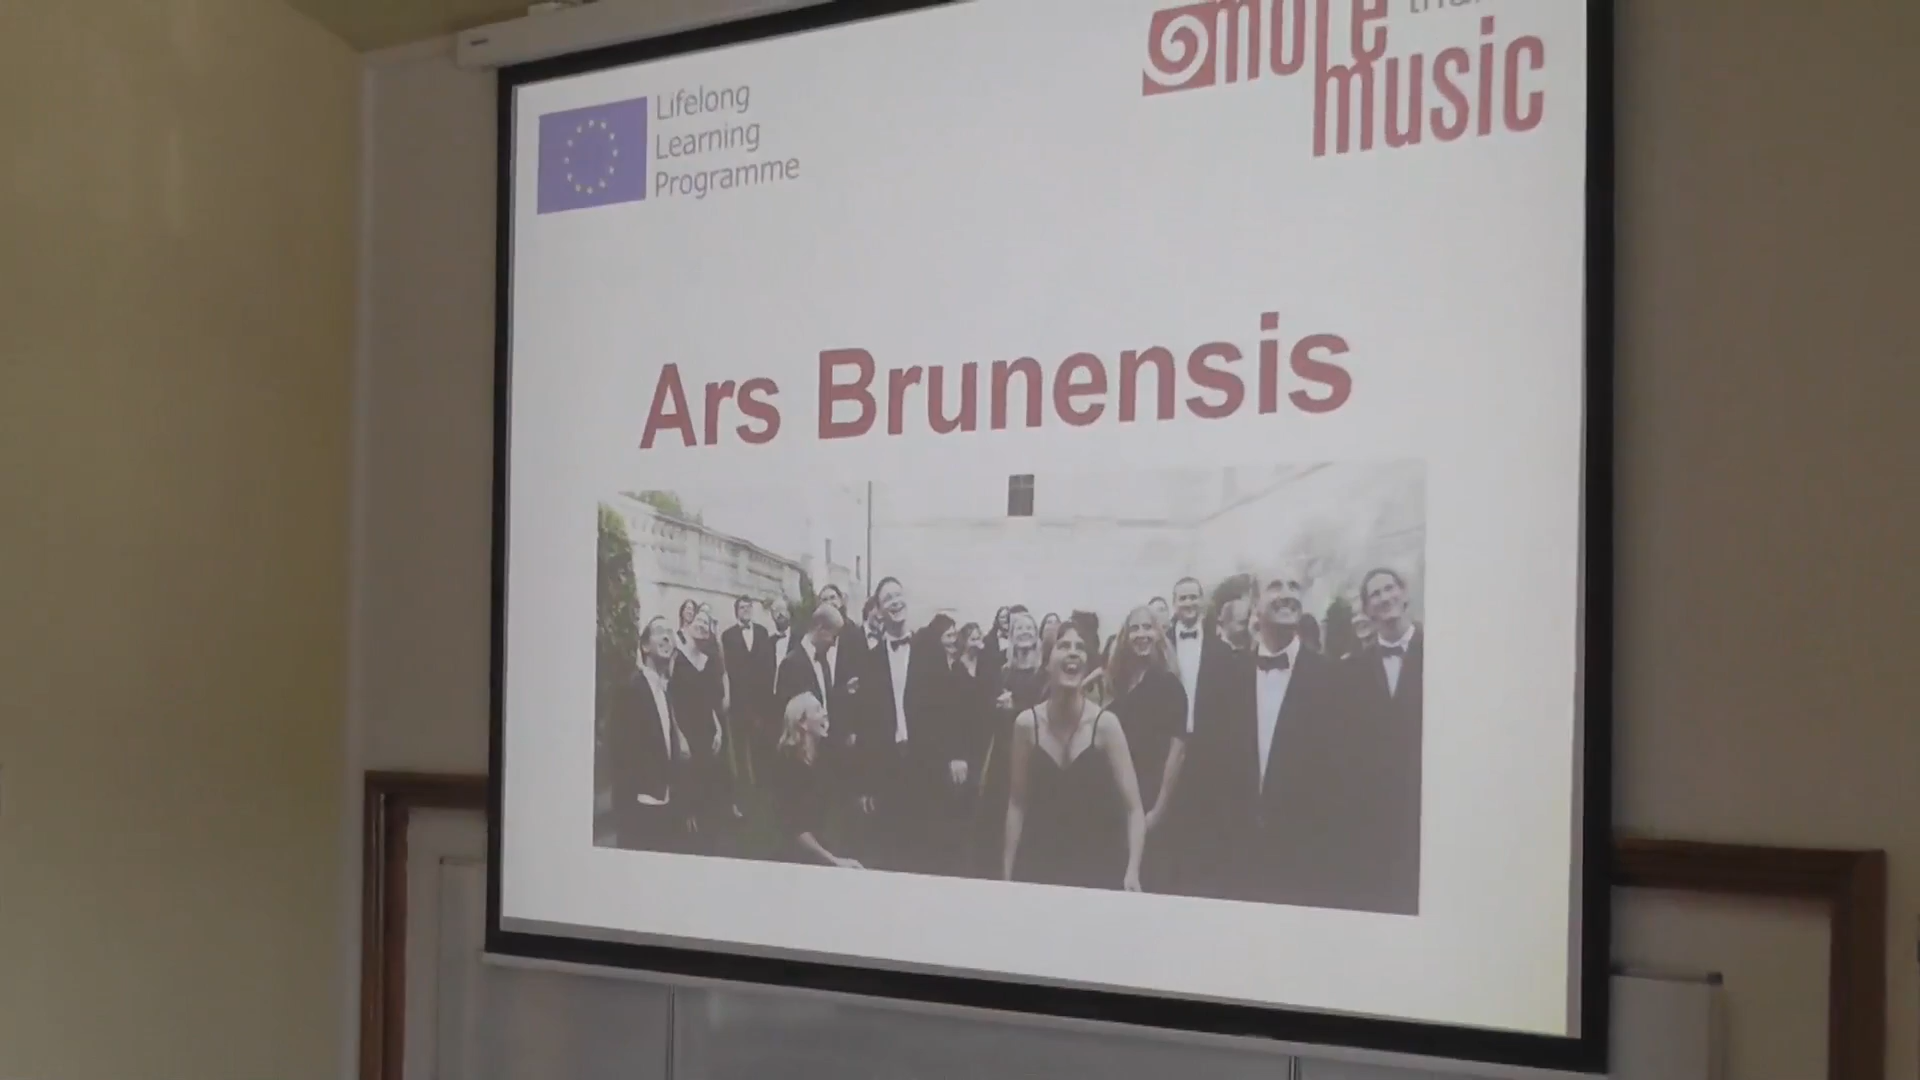 Lifelong
Learning
Programme
more
music
Ars Brunensis